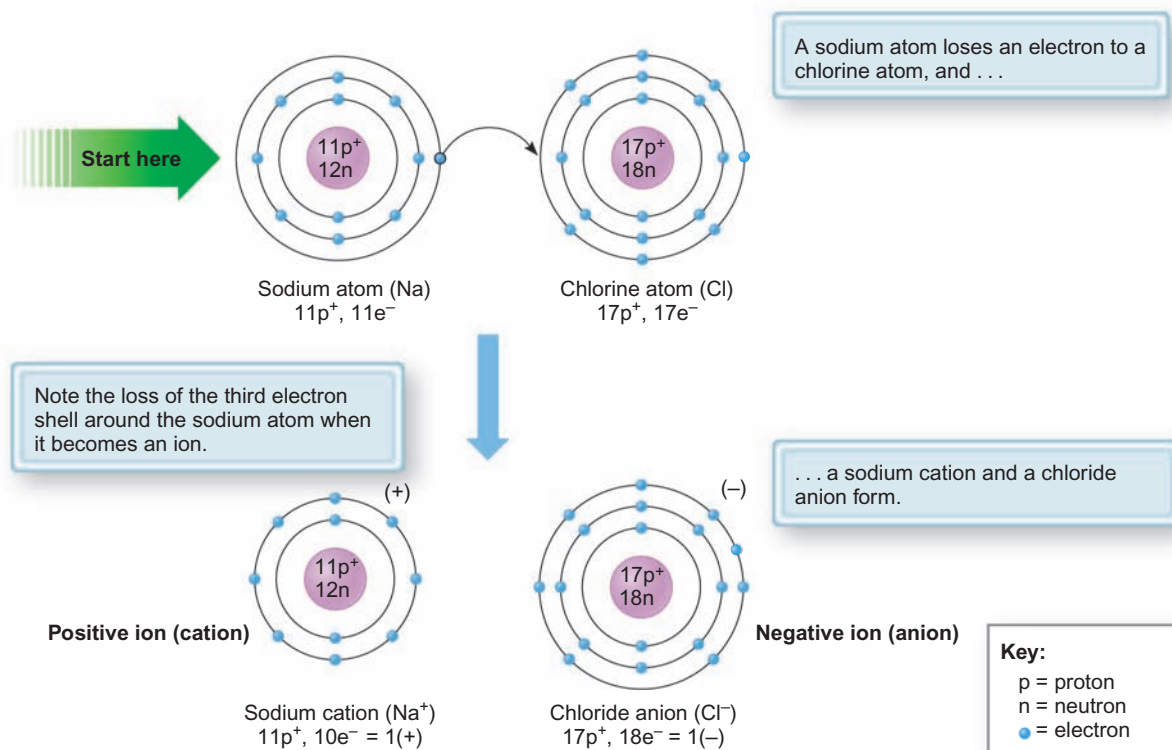 A sodium atom loses an electron to a
chlorine atom, and . . .
Start here
11p⁺
12n
17p⁺
18n
Sodium atom (Na)
11p⁺, 11e⁻
Chlorine atom (Cl)
17p⁺, 17e⁻
Note the loss of the third electron
shell around the sodium atom when
it becomes an ion.
. . . a sodium cation and a chloride
anion form.
(+)
(–)
11p⁺
12n
17p⁺
18n
Positive ion (cation)
Negative ion (anion)
Sodium cation (Na⁺)
11p⁺, 10e⁻ = 1(+)
Chloride anion (Cl⁻)
17p⁺, 18e⁻ = 1(–)
Key:
p = proton
n = neutron
= electron